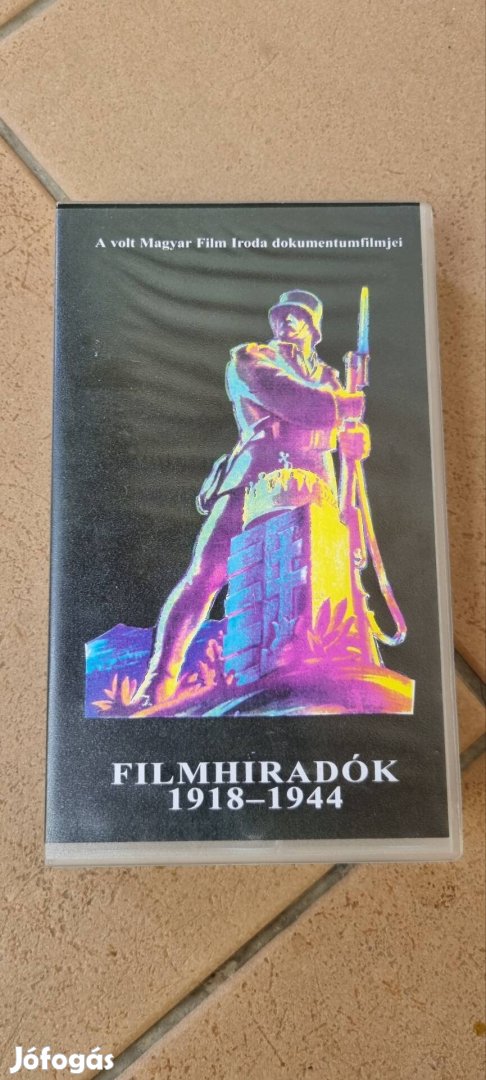 A volt Magyar Film Iroda dokumentumfilmjei
FILMHIRADÓK
1918–1944
Jófogás